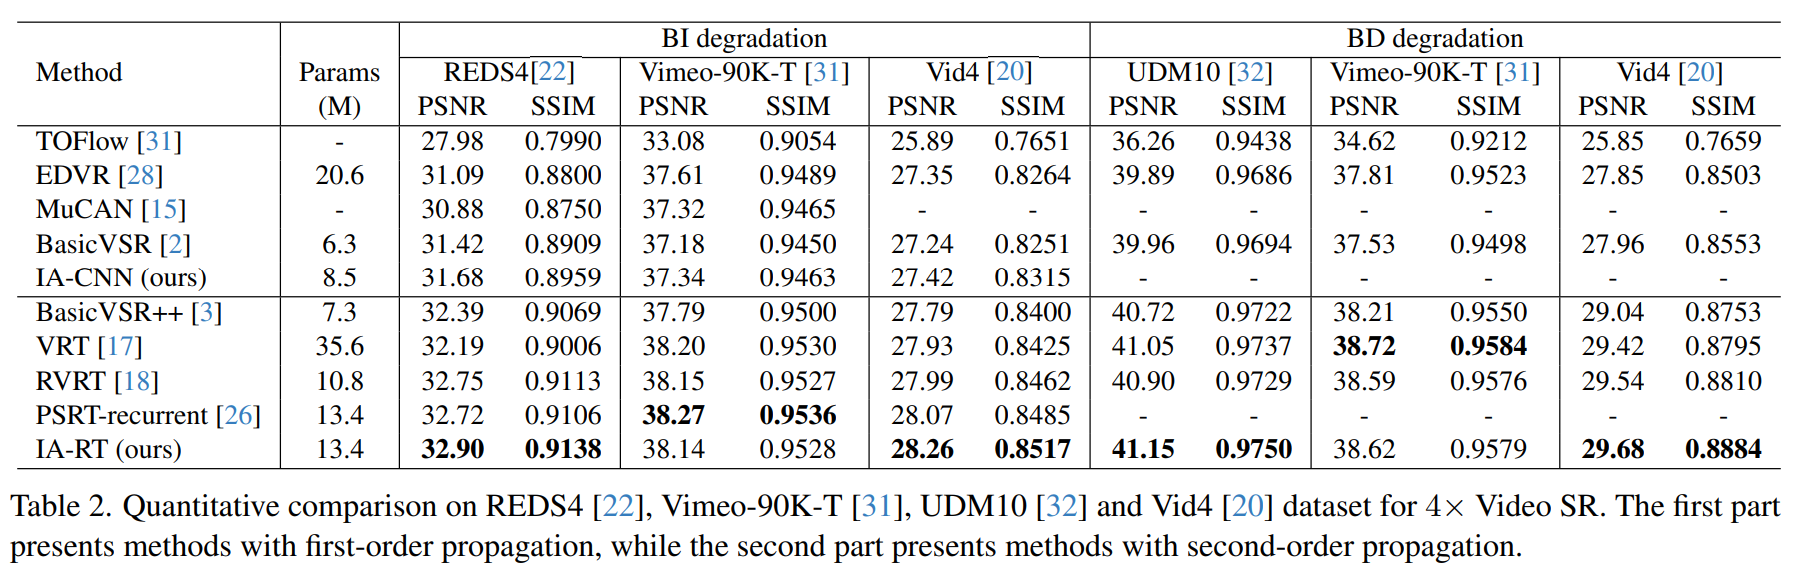 BI degradation BD degradation
Method Params REDS4[22] Vimeo-90K-T [31] Vid4 [20] UDM10 [32] Vimeo-90K-T [31] Vid4 [20]
(M) PSNR SSIM PSNR SSIM PSNR SSIM PSNR SSIM PSNR SSIM PSNR SSIM
TOFlow [31] - 27.98 0.7990 33.08 0.9054 25.89 0.7651 36.26 0.9438 34.62 0.9212 25.85 0.7659
EDVR [28] 20.6 31.09 0.8800 37.61 0.9489 27.35 0.8264 39.89 0.9686 37.81 0.9523 27.85 0.8503
MuCAN [15] - 30.88 0.8750 37.32 0.9465 - - - - - - - -
BasicVSR [2] 6.3 31.42 0.8909 37.18 0.9450 27.24 0.8251 39.96 0.9694 37.53 0.9498 27.96 0.8553
IA-CNN (ours) 8.5 31.68 0.8959 37.34 0.9463 27.42 0.8315 - - - - - -
BasicVSR++ [3] 7.3 32.39 0.9069 37.79 0.9500 27.79 0.8400 40.72 0.9722 38.21 0.9550 29.04 0.8753
VRT [17] 35.6 32.19 0.9006 38.20 0.9530 27.93 0.8425 41.05 0.9737 38.72 0.9584 29.42 0.8795
RVRT [18] 10.8 32.75 0.9113 38.15 0.9527 27.99 0.8462 40.90 0.9729 38.59 0.9576 29.54 0.8810
PSRT-recurrent [26] 13.4 32.72 0.9106 38.27 0.9536 28.07 0.8485 - - - - - -
IA-RT (ours) 13.4 32.90 0.9138 38.14 0.9528 28.26 0.8517 41.15 0.9750 38.62 0.9579 29.68 0.8884
Table 2. Quantitative comparison on REDS4 [22], Vimeo-90K-T [31], UDM10 [32] and Vid4 [20] dataset for 4× Video SR. The first part
presents methods with first-order propagation, while the second part presents methods with second-order propagation.